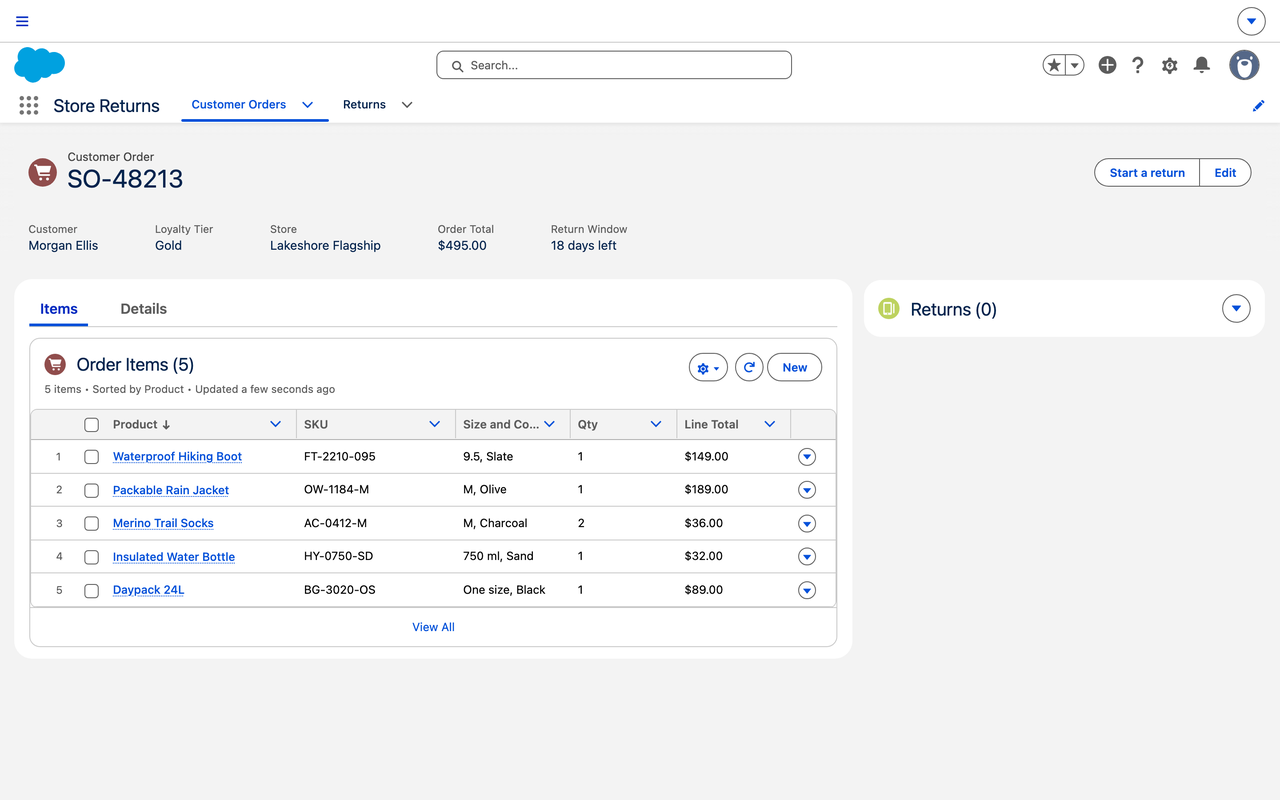 Search...
Store Returns
Customer Orders
Returns
Customer Order
SO-48213
Start a return
Edit
Customer
Morgan Ellis
Loyalty Tier
Gold
Store
Lakeshore Flagship
Order Total
$495.00
Return Window
18 days left
Items
Details
Order Items (5)
5 items • Sorted by Product • Updated a few seconds ago
New
Product SKU Size and Co... Qty Line Total
1 Waterproof Hiking Boot FT-2210-095 9.5, Slate 1 $149.00
2 Packable Rain Jacket OW-1184-M M, Olive 1 $189.00
3 Merino Trail Socks AC-0412-M M, Charcoal 2 $36.00
4 Insulated Water Bottle HY-0750-SD 750 ml, Sand 1 $32.00
5 Daypack 24L BG-3020-OS One size, Black 1 $89.00
View All
Returns (0)